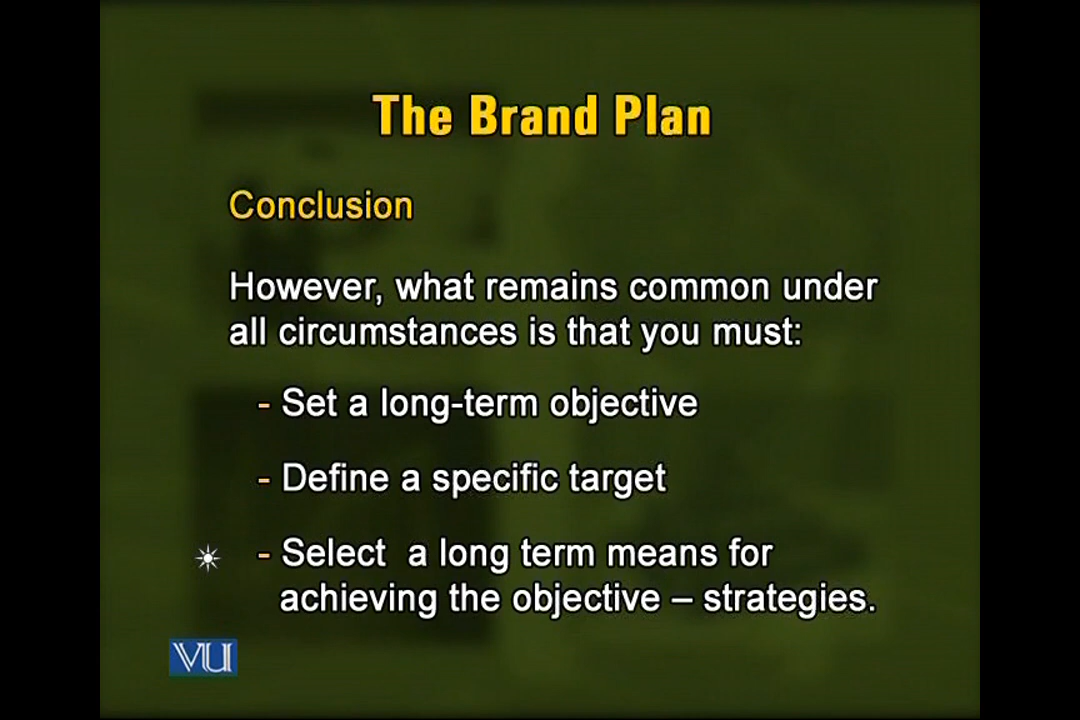 The Brand Plan
Conclusion
However, what remains common under
all circumstances is that you must:
- Set a long-term objective
- Define a specific target
- Select a long term means for
achieving the objective – strategies.
VU